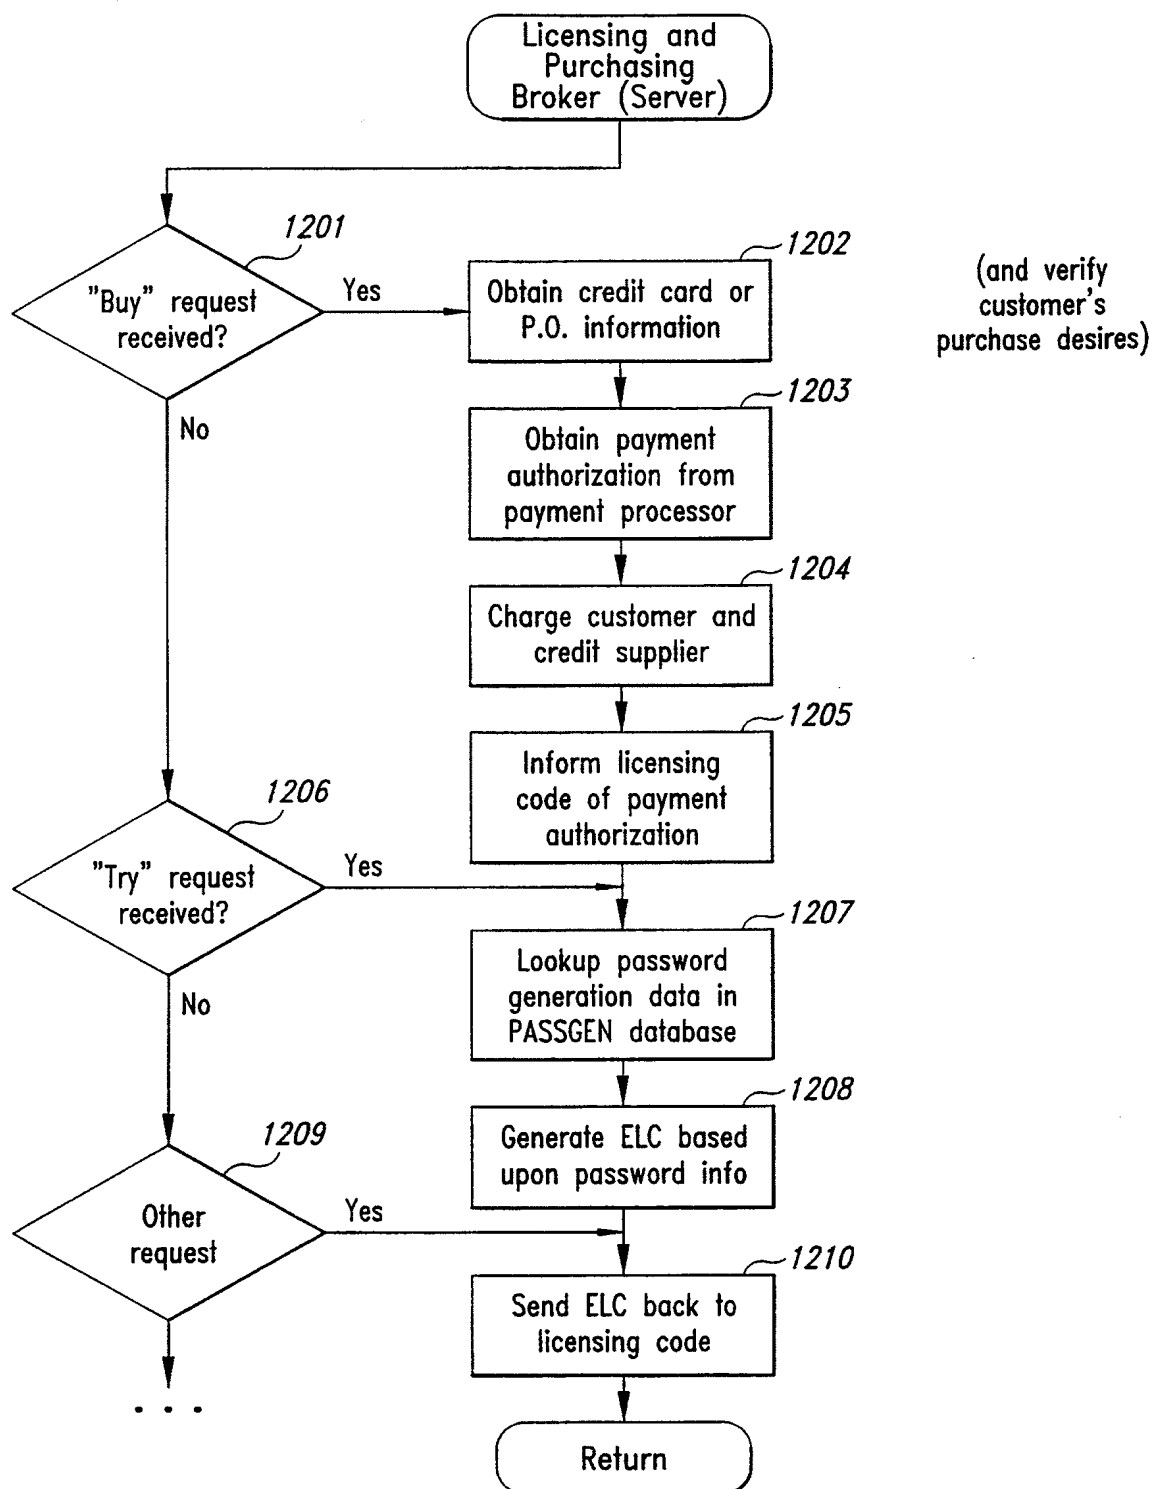 Licensing and
Purchasing
Broker (Server)
1201
"Buy" request
received?
Yes
No
1202
Obtain credit card or
P.O. information
(and verify
customer's
purchase desires)
1203
Obtain payment
authorization from
payment processor
1204
Charge customer and
credit supplier
1205
Inform licensing
code of payment
authorization
1206
"Try" request
received?
Yes
No
1207
Lookup password
generation data in
PASSGEN database
1208
Generate ELC based
upon password info
1209
Other
request
Yes
. . .
1210
Send ELC back to
licensing code
Return